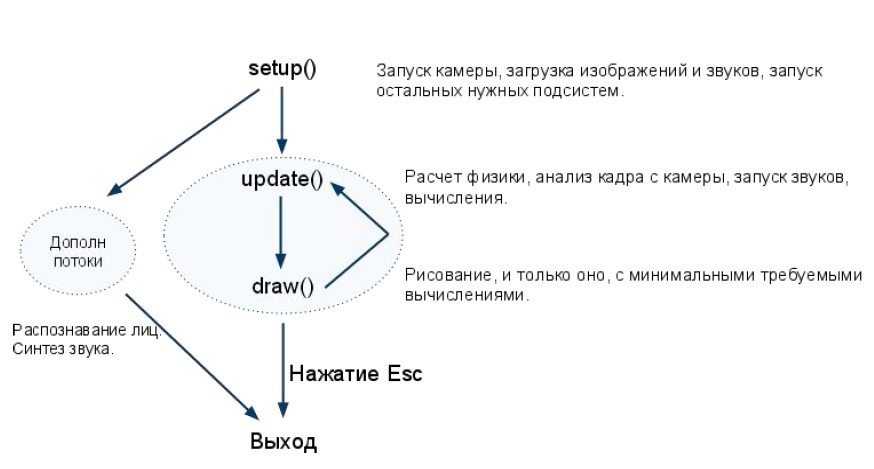 setup()
Запуск камеры, загрузка изображений и звуков, запуск
остальных нужных подсистем.
update()
Расчет физики, анализ кадра с камеры, запуск звуков,
вычисления.
Дополн
потоки
draw()
Рисование, и только оно, с минимальными требуемыми
вычислениями.
Распознавание лиц.
Синтез звука.
Нажатие Esc
Выход